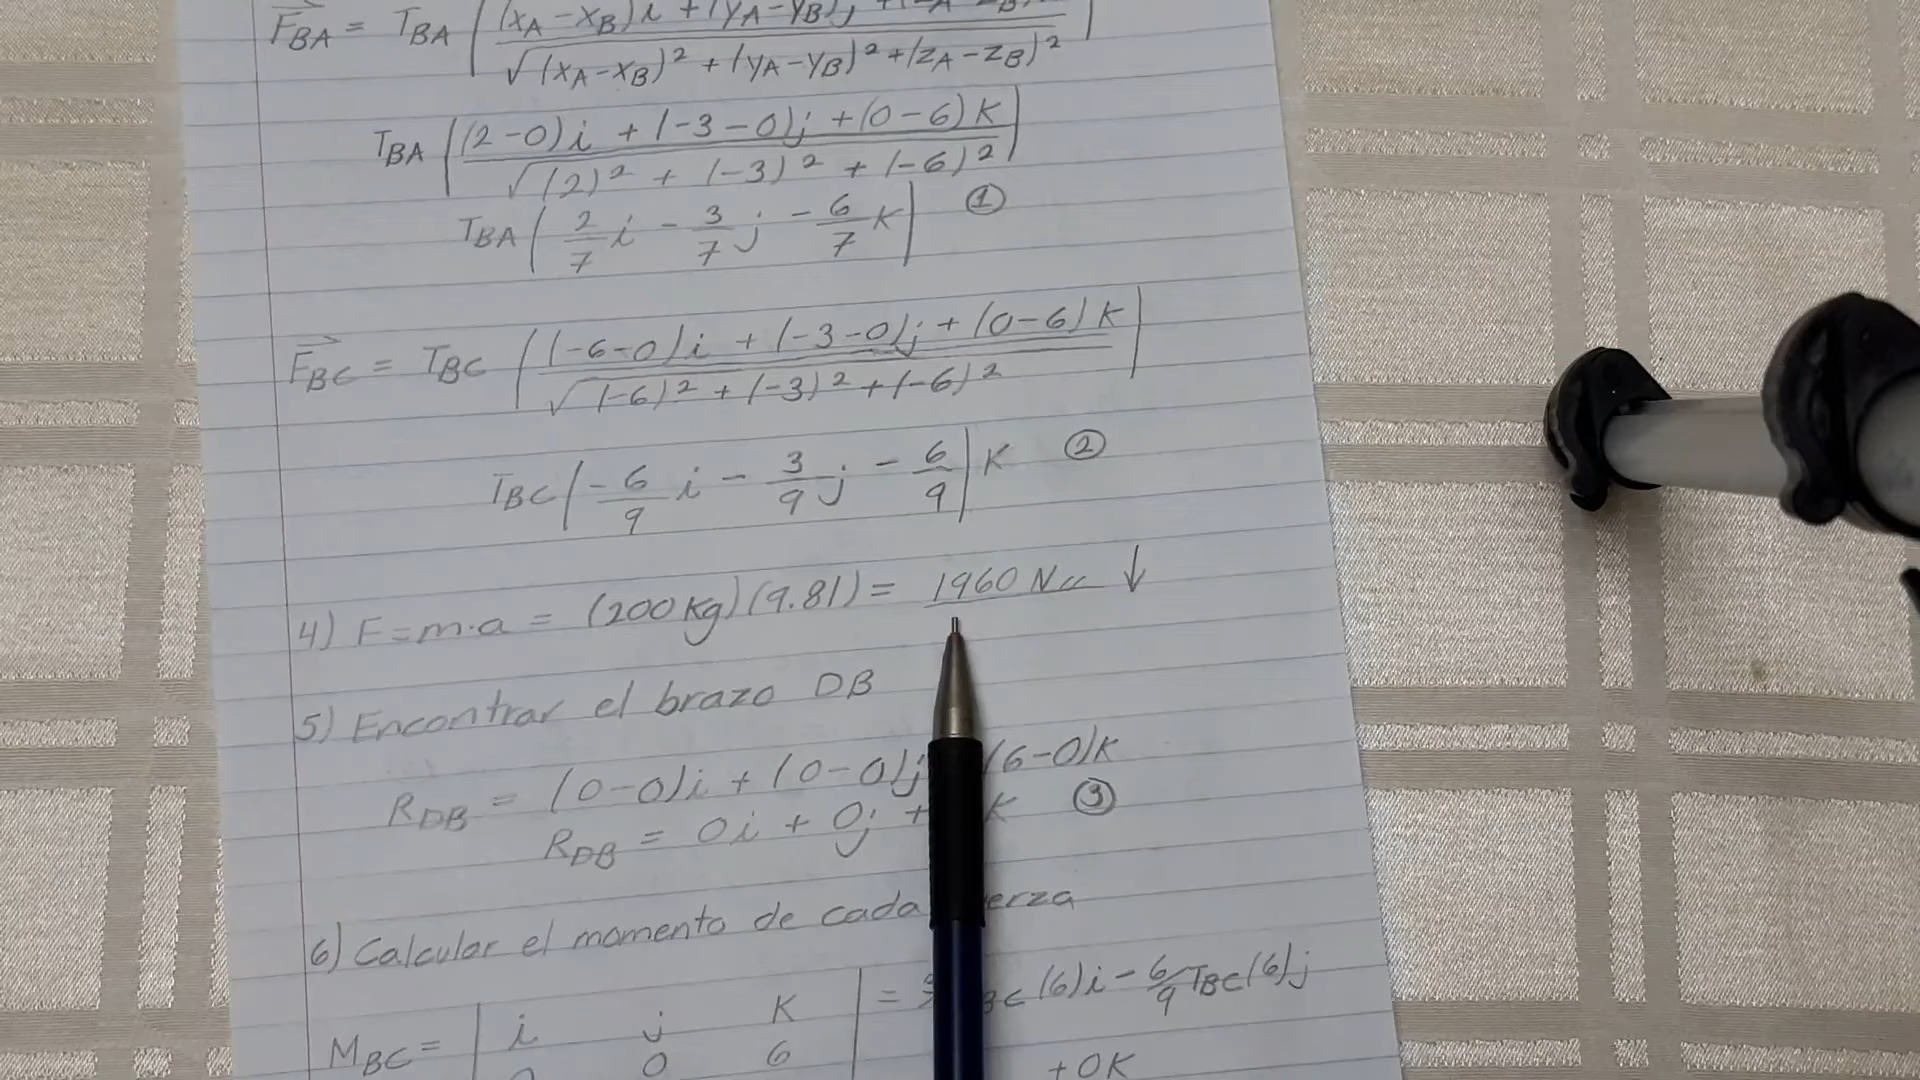 F_BA = T_BA ((x_A - x_B)i + (y_A - y_B)j + (z_A - z_B)
√(x_A - x_B)² + (y_A - y_B)² + (z_A - z_B)²
T_BA ((2-0)i + (-3-0)j + (0-6)K)
√(2)² + (-3)² + (-6)²
T_BA (2/7 i - 3/7 j - 6/7 K) ①
F_BC = T_BC ((-6-0)i + (-3-0)j + (0-6)K)
√(-6)² + (-3)² + (-6)²
T_BC (-6/9 i - 3/9 j - 6/9) K ②
4) F=m·a = (200Kg)(9.81) = 1960 N ↓
5) Encontrar el brazo DB
R_DB = (0-0)i + (0-0)j (6-0)K
R_DB = 0i + 0j + K ③
6) Calcular el momento de cada
M_BC = | i j K | = (6)i - 6/9 T_BC(6)j
0 6 + 0K